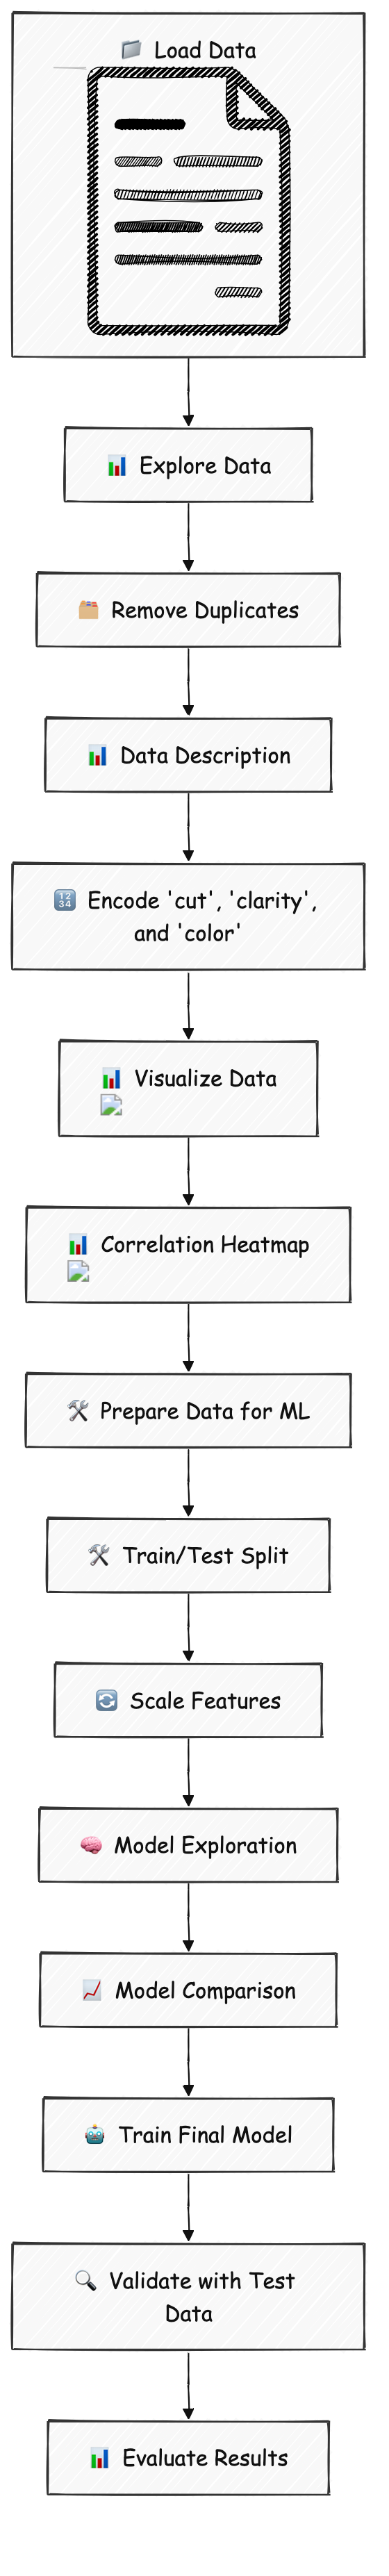 📁 Load Data
📊 Explore Data
🗂️ Remove Duplicates
📊 Data Description
🔢 Encode 'cut', 'clarity',
and 'color'
📊 Visualize Data
📊 Correlation Heatmap
🛠️ Prepare Data for ML
🛠️ Train/Test Split
🔄 Scale Features
🧠 Model Exploration
📈 Model Comparison
🤖 Train Final Model
🔍 Validate with Test
Data
📊 Evaluate Results